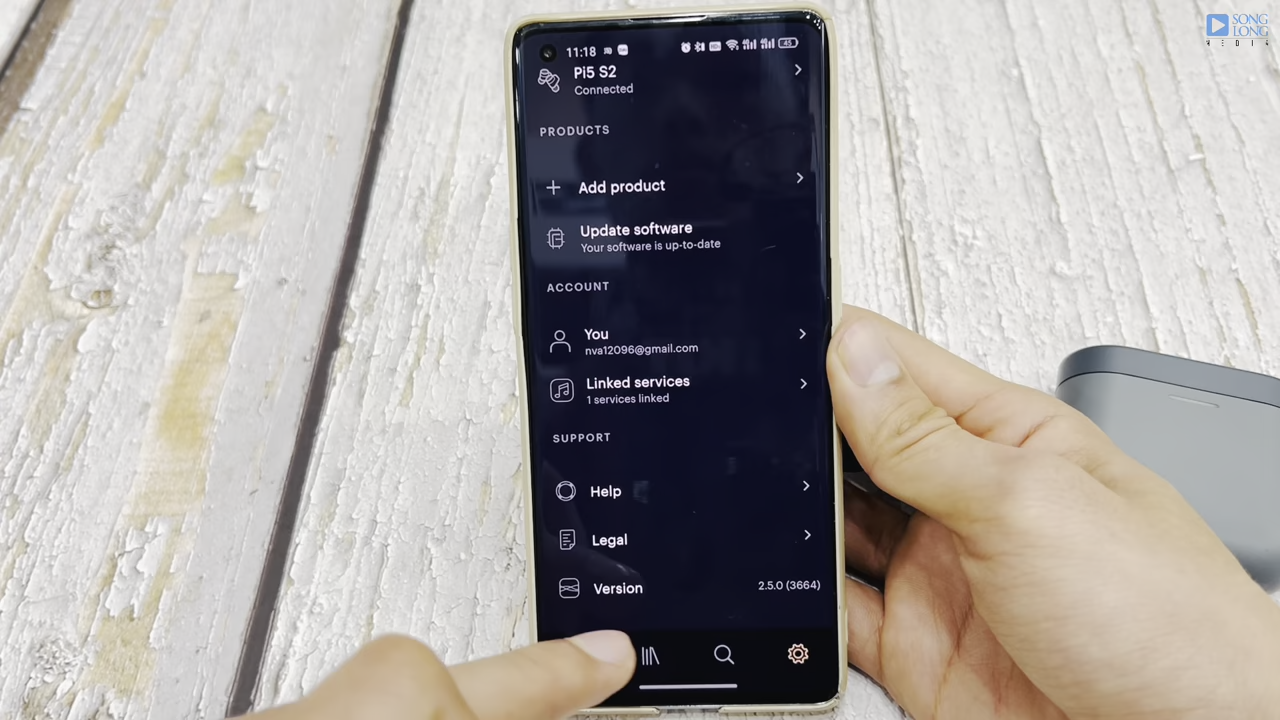 SONG
LONG
MEDIA
11:18
45
Pi5 S2
Connected
PRODUCTS
Add product
Update software
Your software is up-to-date
ACCOUNT
You
nva12096@gmail.com
Linked services
1 services linked
SUPPORT
Help
Legal
Version
2.5.0 (3664)